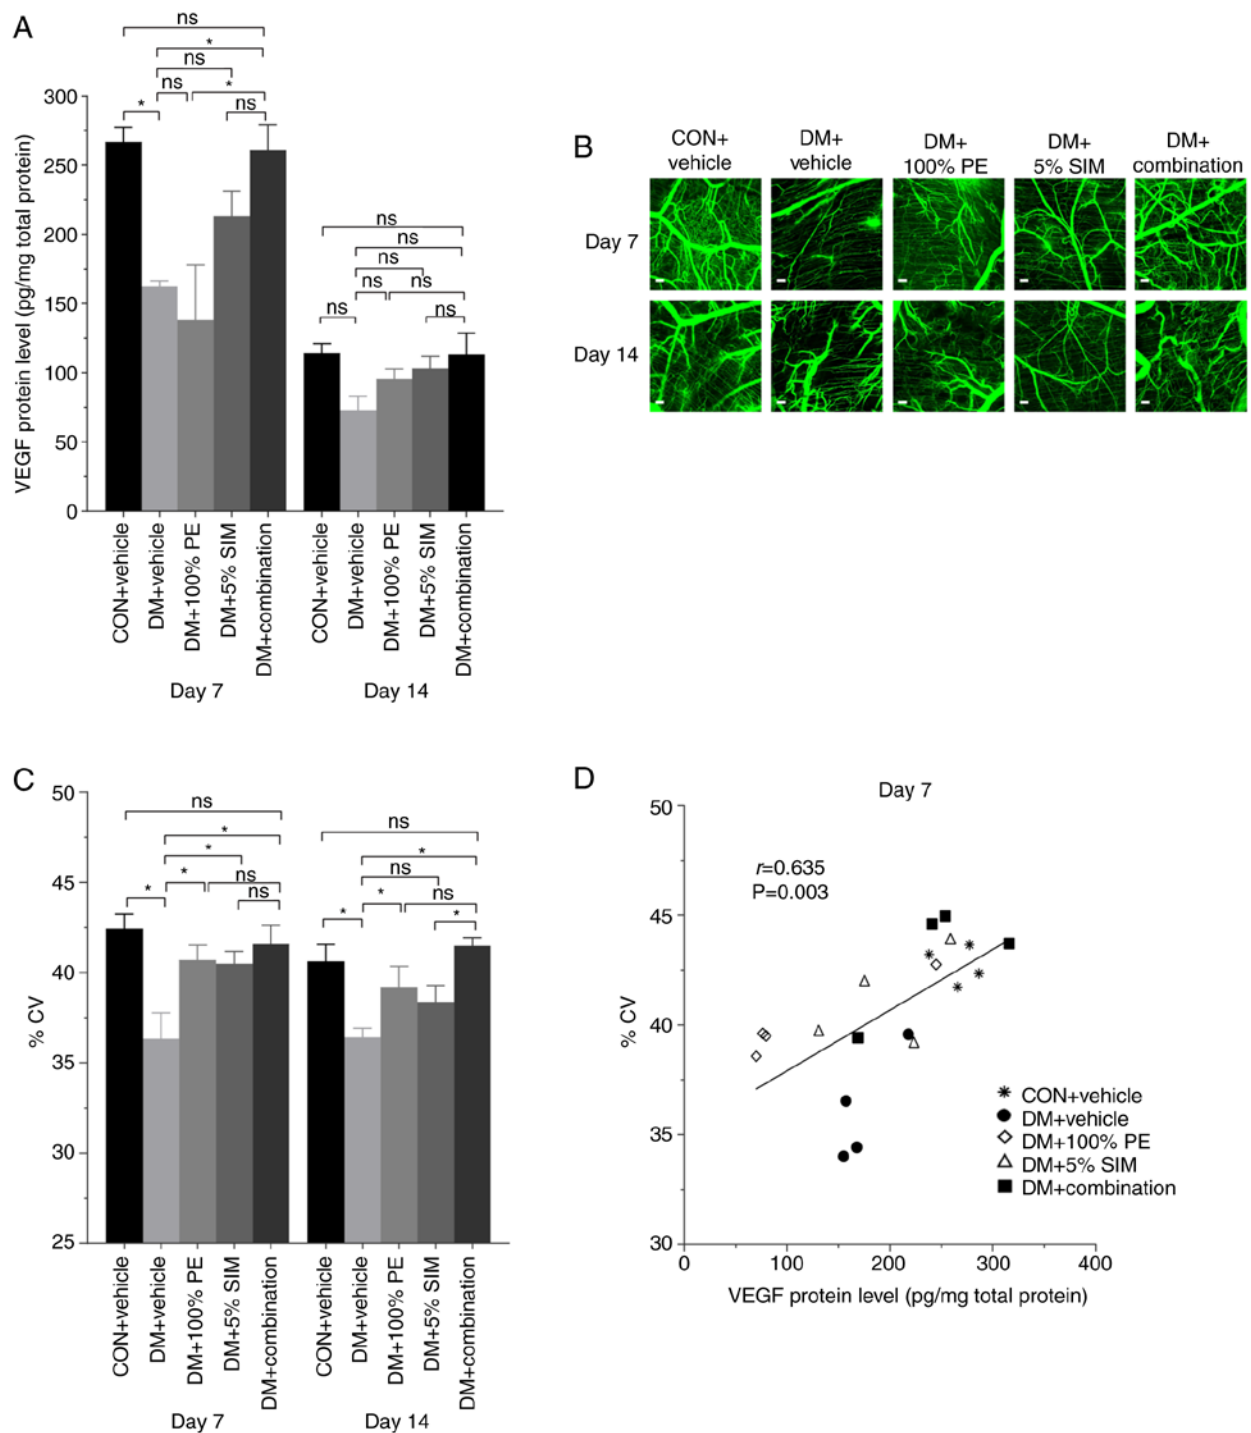 A
ns
*
ns
ns
*
*
ns
300
250
200
150
100
50
0
VEGF protein level (pg/mg total protein)
ns
ns
ns
ns
ns
ns
ns
CON+vehicle
DM+vehicle
DM+100% PE
DM+5% SIM
DM+combination
CON+vehicle
DM+vehicle
DM+100% PE
DM+5% SIM
DM+combination
Day 7
Day 14
B
CON+
vehicle
DM+
vehicle
DM+
100% PE
DM+
5% SIM
DM+
combination
Day 7
Day 14
C
50
45
40
35
30
25
% CV
ns
*
*
*
ns
*
ns
ns
*
ns
*
ns
*
*
CON+vehicle
DM+vehicle
DM+100% PE
DM+5% SIM
DM+combination
CON+vehicle
DM+vehicle
DM+100% PE
DM+5% SIM
DM+combination
Day 7
Day 14
D
Day 7
50
45
40
35
30
% CV
r=0.635
P=0.003
CON+vehicle
DM+vehicle
DM+100% PE
DM+5% SIM
DM+combination
0
100
200
300
400
VEGF protein level (pg/mg total protein)